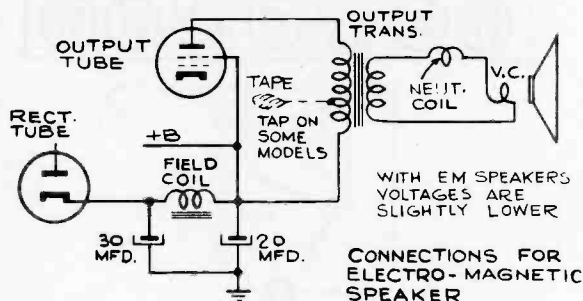 OUTPUT
TRANS.
OUTPUT
TUBE
TAPE
TAP ON
SOME
MODELS
NEUT.
COIL
V.C.
RECT.
TUBE
+B
FIELD
COIL
WITH EM SPEAKERS
VOLTAGES ARE
SLIGHTLY LOWER
30
MFD.
20
MFD.
CONNECTIONS FOR
ELECTRO-MAGNETIC
SPEAKER